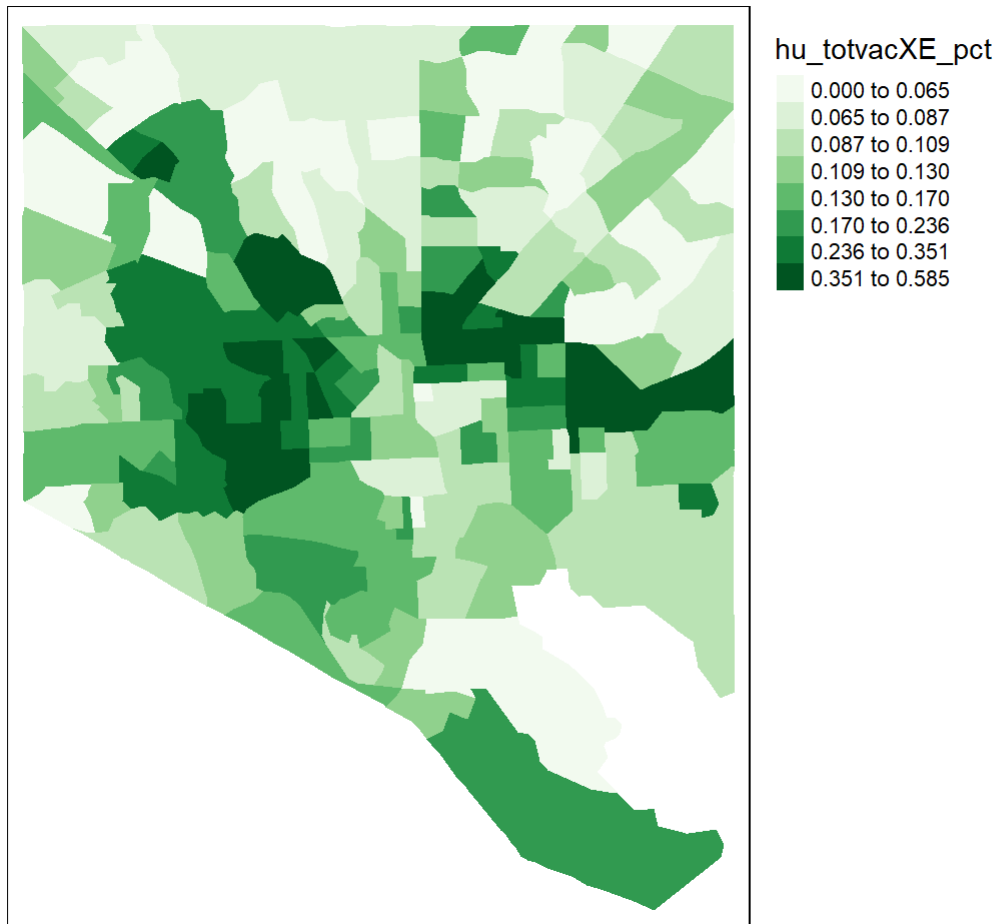 hu_totvacXE_pct
0.000 to 0.065
0.065 to 0.087
0.087 to 0.109
0.109 to 0.130
0.130 to 0.170
0.170 to 0.236
0.236 to 0.351
0.351 to 0.585